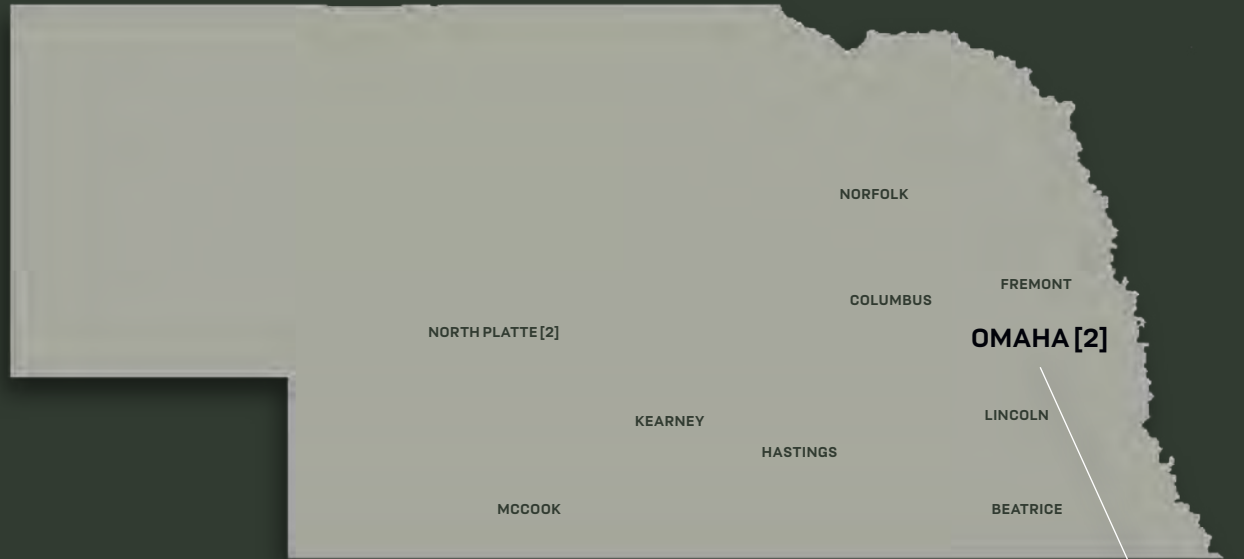 NORFOLK
FREMONT
COLUMBUS
NORTH PLATTE [2]
OMAHA [2]
LINCOLN
KEARNEY
HASTINGS
MCCOOK
BEATRICE